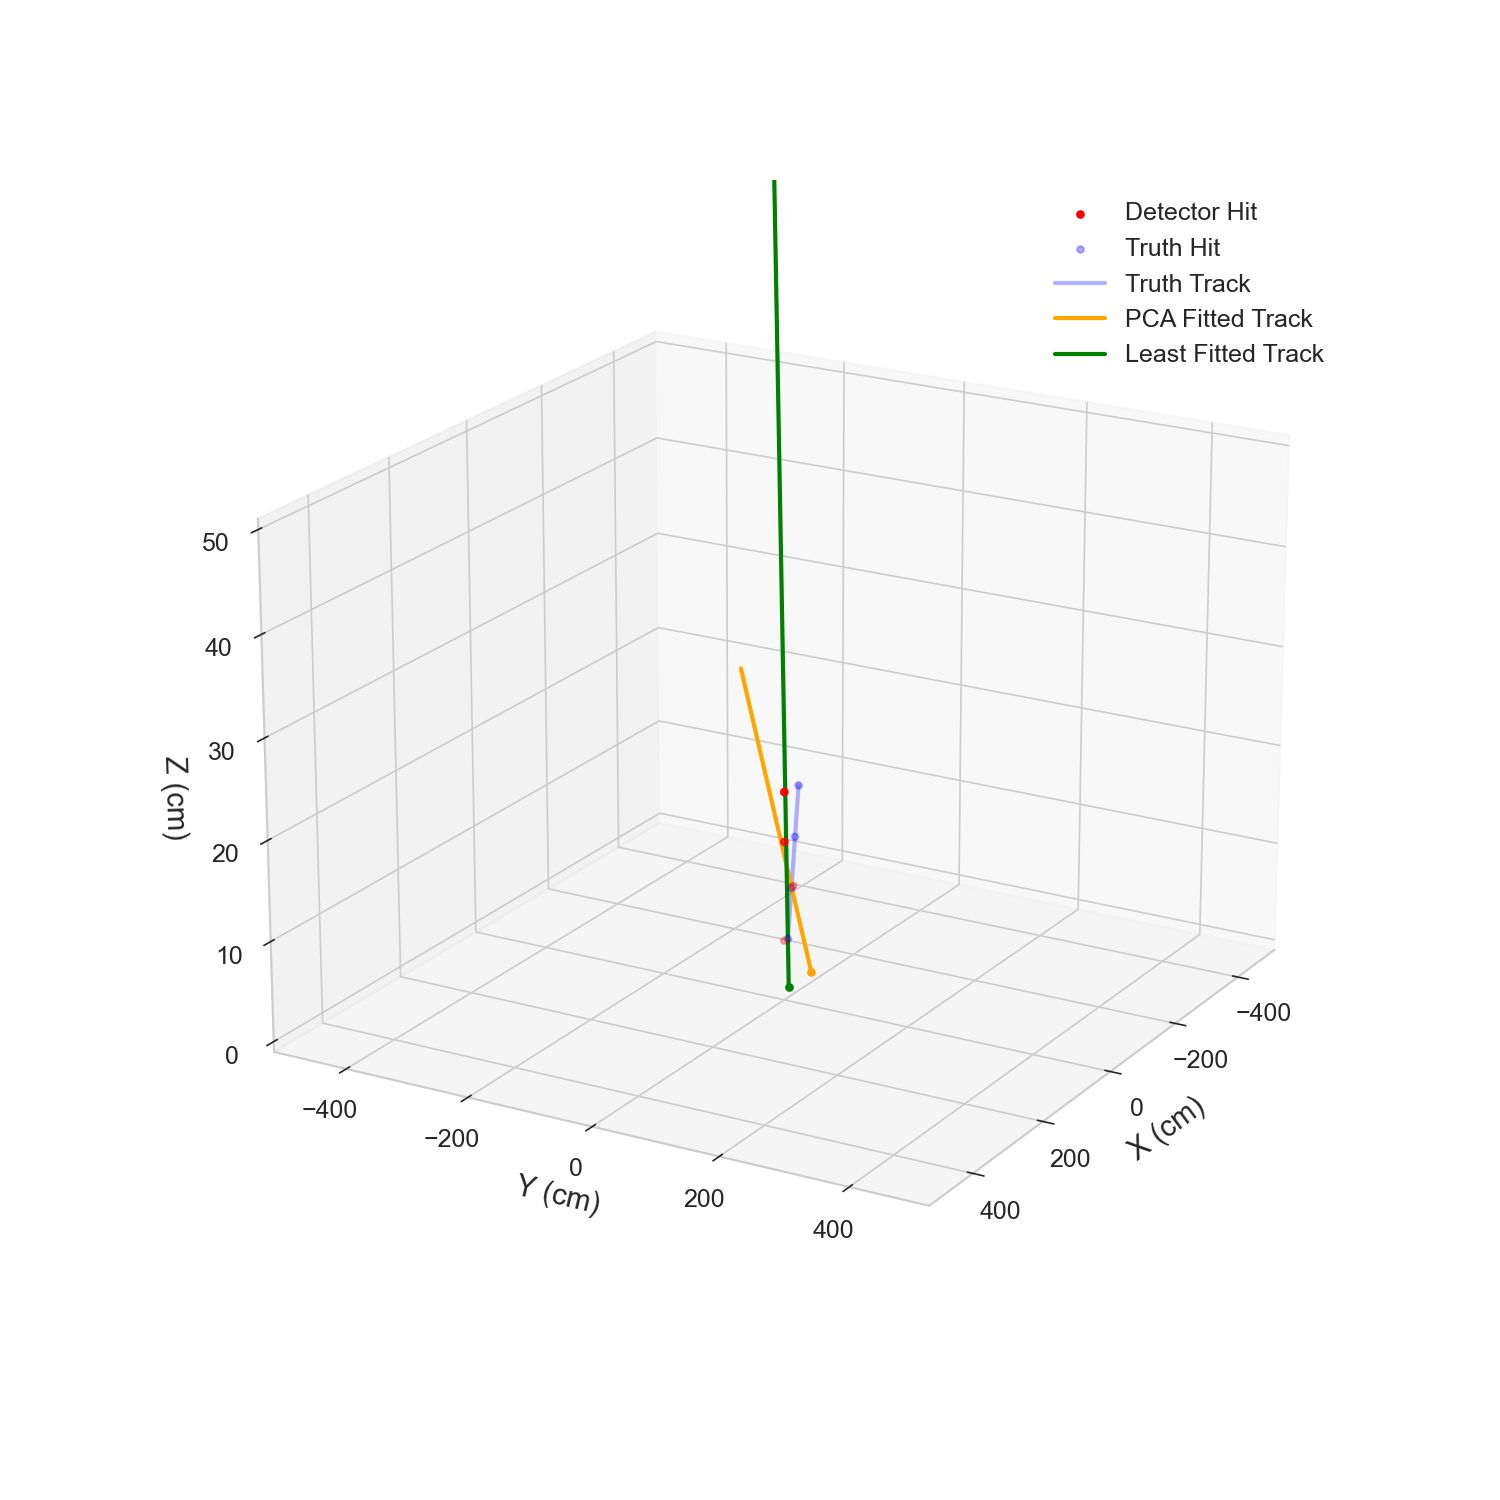 Detector Hit
Truth Hit
Truth Track
PCA Fitted Track
Least Fitted Track
50
40
30
20
10
0
Z (cm)
−400
−200
0
200
400
Y (cm)
−400
−200
0
200
400
X (cm)